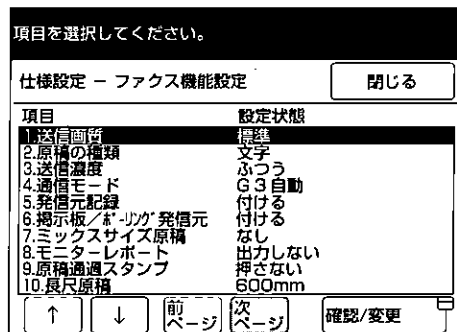 項目を選択してください。
仕様設定 − ファクス機能設定 閉じる
項目 設定状態
1.送信画質 標準
2.原稿の種類 文字
3.送信濃度 ふつう
4.通信モード G3自動
5.発信元記録 付ける
6.掲示板/ポーリング発信元 付ける
7.ミックスサイズ原稿 なし
8.モニターレポート 出力しない
9.原稿通過スタンプ 押さない
10.長尺原稿 600mm
↑ ↓ 前ページ 次ページ 確認/変更